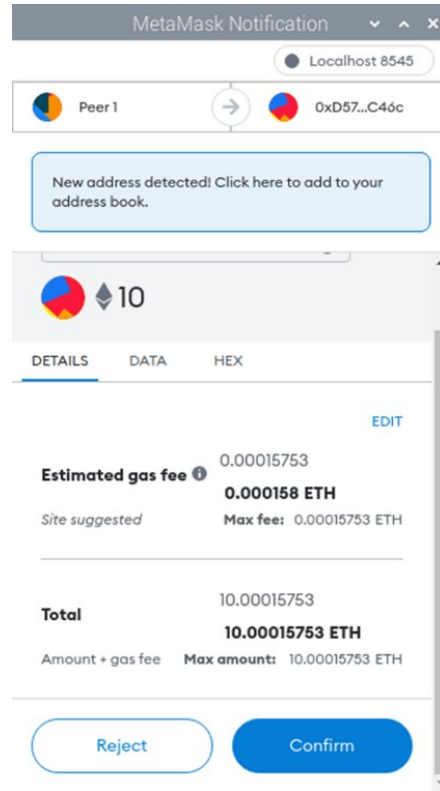 MetaMask Notification
Localhost 8545
Peer 1
0xD57...C46c
New address detected! Click here to add to your
address book.
10
DETAILS DATA HEX
EDIT
0.00015753
Estimated gas fee
0.000158 ETH
Site suggested Max fee: 0.00015753 ETH
10.00015753
Total
10.00015753 ETH
Amount + gas fee Max amount: 10.00015753 ETH
Reject Confirm